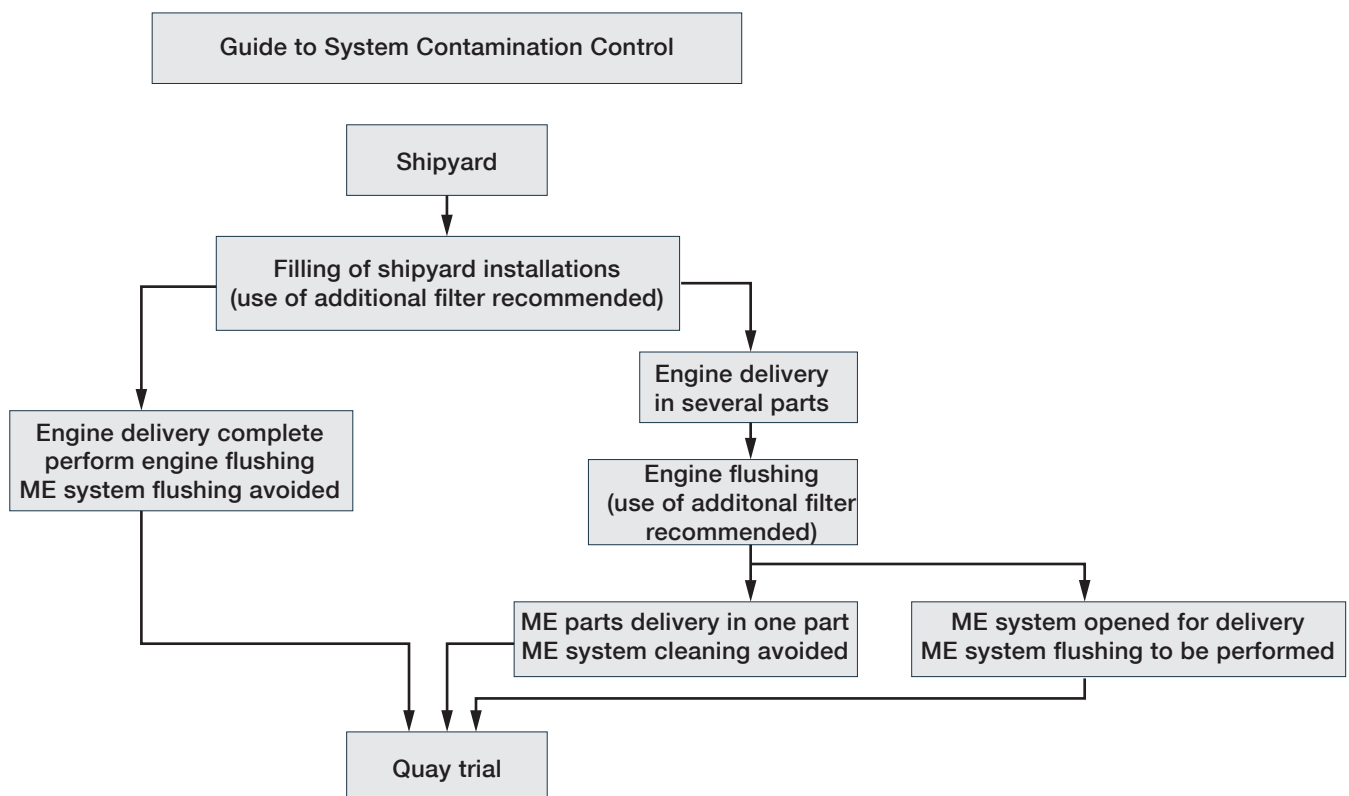 Guide to System Contamination Control
Shipyard
Filling of shipyard installations
(use of additional filter recommended)
Engine delivery
in several parts
Engine delivery complete
perform engine flushing
ME system flushing avoided
Engine flushing
(use of additonal filter
recommended)
ME parts delivery in one part
ME system cleaning avoided
ME system opened for delivery
ME system flushing to be performed
Quay trial